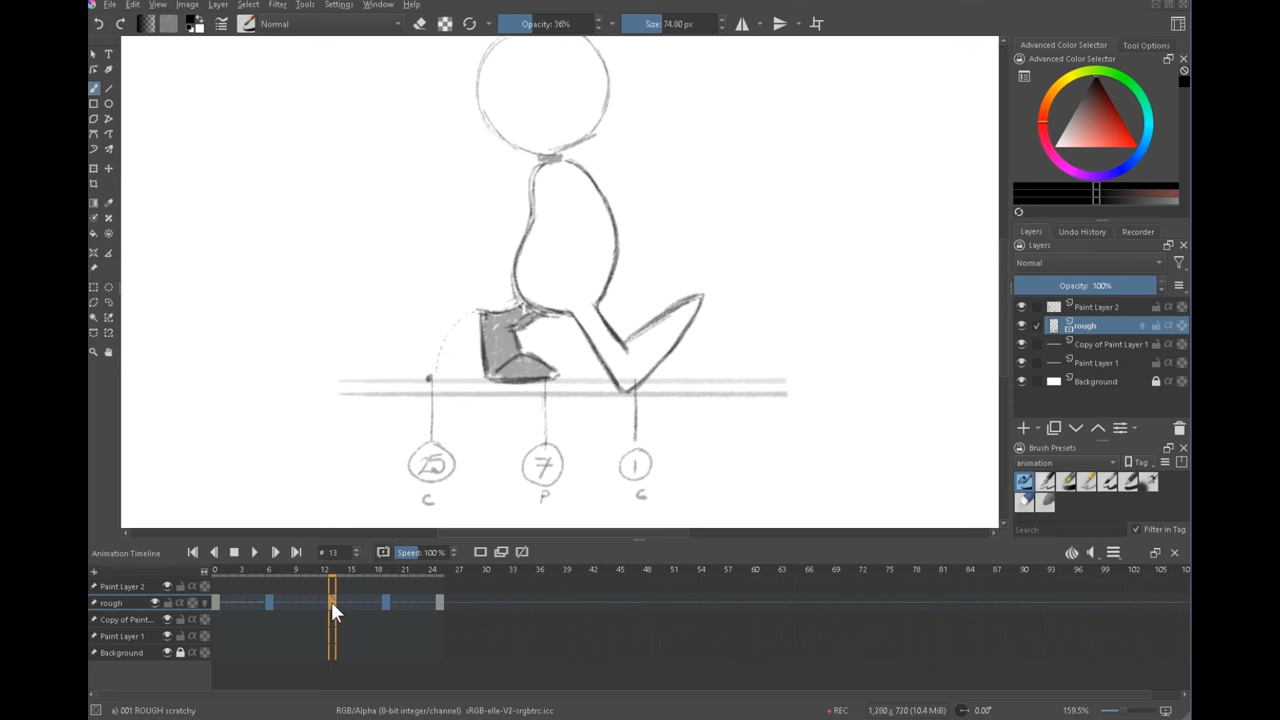 File Edit View Image Layer Select Filter Tools Settings Window Help
Normal Opacity: 36% Size: 74.80 px
Advanced Color Selector Tool Options
Advanced Color Selector
Layers Undo History Recorder
Layers
Normal
Opacity: 100%
Paint Layer 2
rough
Copy of Paint Layer 1
Paint Layer 1
Background
Brush Presets
animation Tag
Search Filter in Tag
25 7 1
C P C
Animation Timeline # 13 Speed: 100 %
0 3 6 9 12 15 18 21 24 27 30 33 36 39 42 45 48 51 54 57 60 63 66 69 72 75 78 81 84 87 90 93 96 99 102 105 10
Paint Layer 2
rough
Copy of Paint...
Paint Layer 1
Background
a) 001 ROUGH scratchy RGB/Alpha (8-bit integer/channel) sRGB-elle-V2-srgbtrc.icc REC 1,280 x 720 (10.4 MiB) 0.00° 159.5%